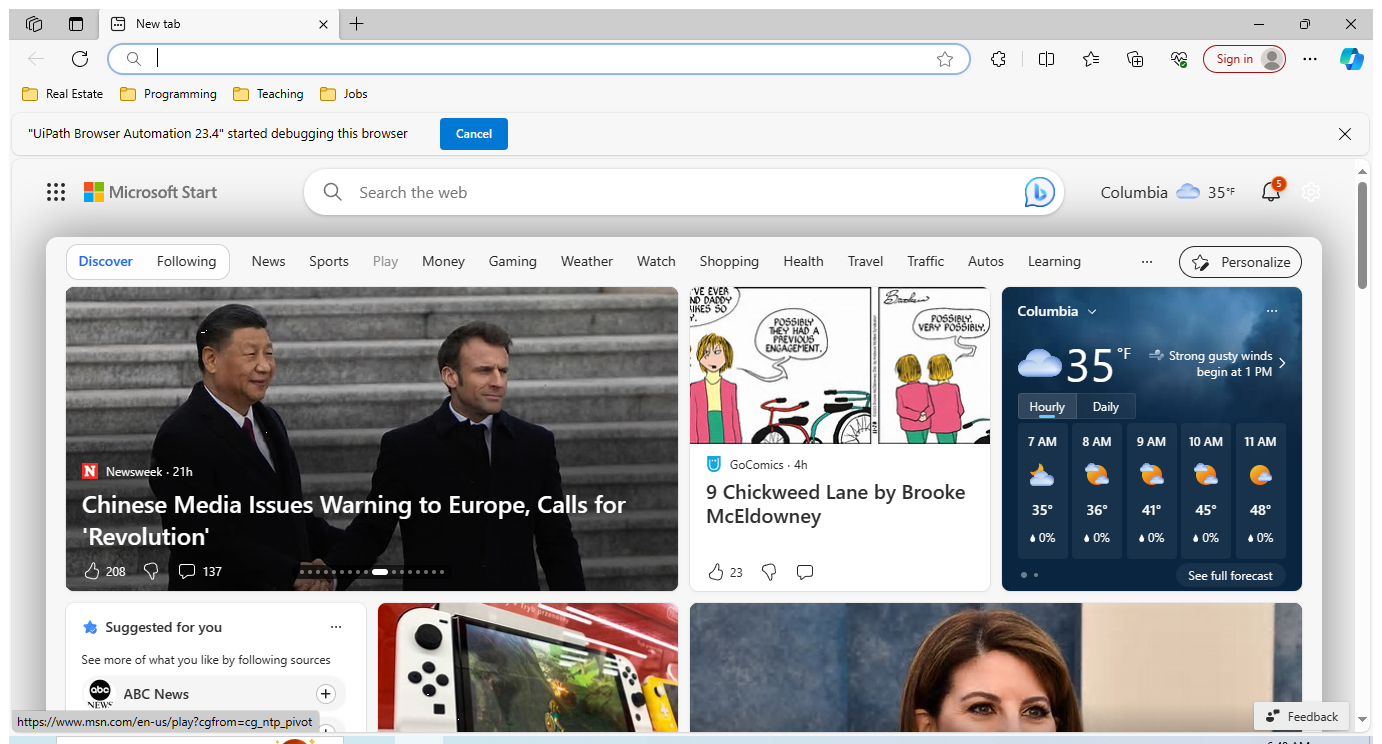 New tab
Sign in
Real Estate
Programming
Teaching
Jobs
"UiPath Browser Automation 23.4" started debugging this browser
Cancel
Microsoft Start
Search the web
Columbia
35°F
5
Discover
Following
News
Sports
Play
Money
Gaming
Weather
Watch
Shopping
Health
Travel
Traffic
Autos
Learning
Personalize
Newsweek · 21h
Chinese Media Issues Warning to Europe, Calls for
'Revolution'
208
137
'VE EVER
ND DADDY
IKES SO
Y.
POSSIBLY
THEY HAD A
PREVIOUS
ENGAGEMENT.
POSSIBLY.
VERY POSSIBLY.
GoComics · 4h
9 Chickweed Lane by Brooke
McEldowney
23
Columbia
35°F
Strong gusty winds
begin at 1 PM
Hourly
Daily
7 AM
8 AM
9 AM
10 AM
11 AM
35°
36°
41°
45°
48°
0%
0%
0%
0%
0%
See full forecast
Suggested for you
See more of what you like by following sources
abc
NEWS
ABC News
https://www.msn.com/en-us/play?cgfrom=cg_ntp_pivot
Feedback